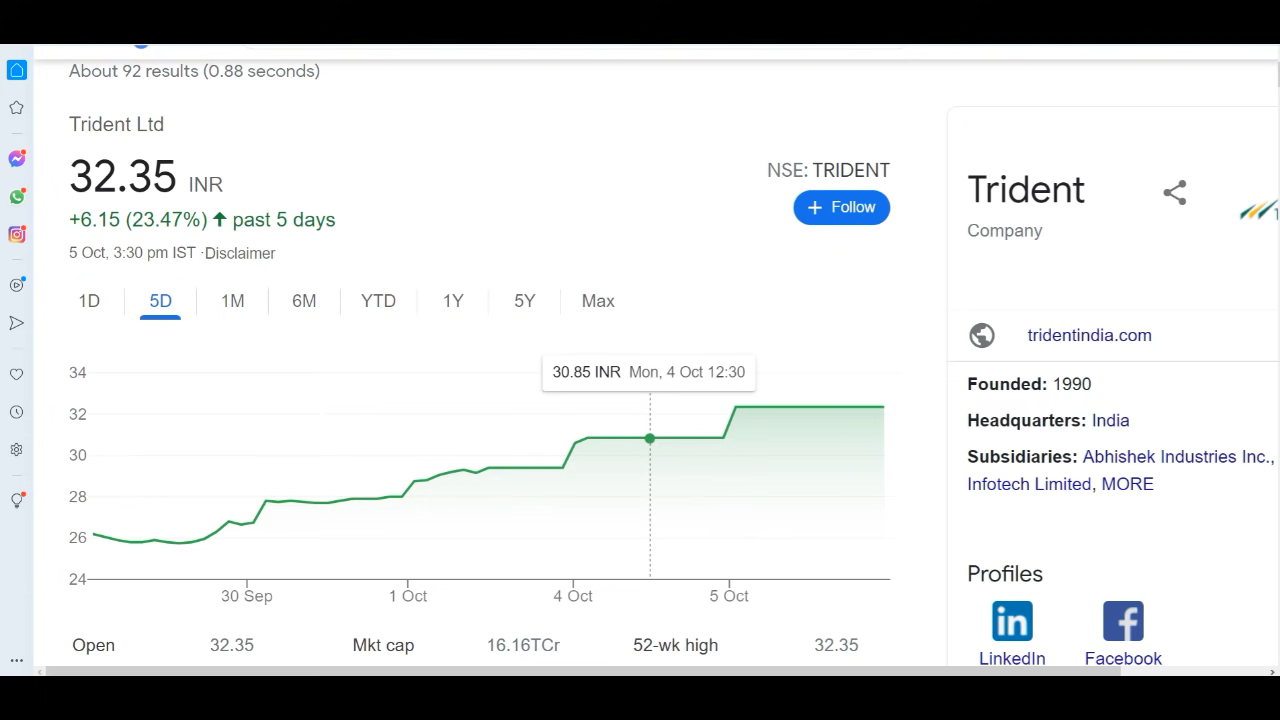 About 92 results (0.88 seconds)
Trident Ltd
32.35 INR
+6.15 (23.47%) ↑ past 5 days
5 Oct, 3:30 pm IST ·Disclaimer
NSE: TRIDENT
+ Follow
1D 5D 1M 6M YTD 1Y 5Y Max
30.85 INR Mon, 4 Oct 12:30
34
32
30
28
26
24
30 Sep 1 Oct 4 Oct 5 Oct
Open 32.35 Mkt cap 16.16TCr 52-wk high 32.35
Trident
Company
tridentindia.com
Founded: 1990
Headquarters: India
Subsidiaries: Abhishek Industries Inc.,
Infotech Limited, MORE
Profiles
in f
LinkedIn Facebook